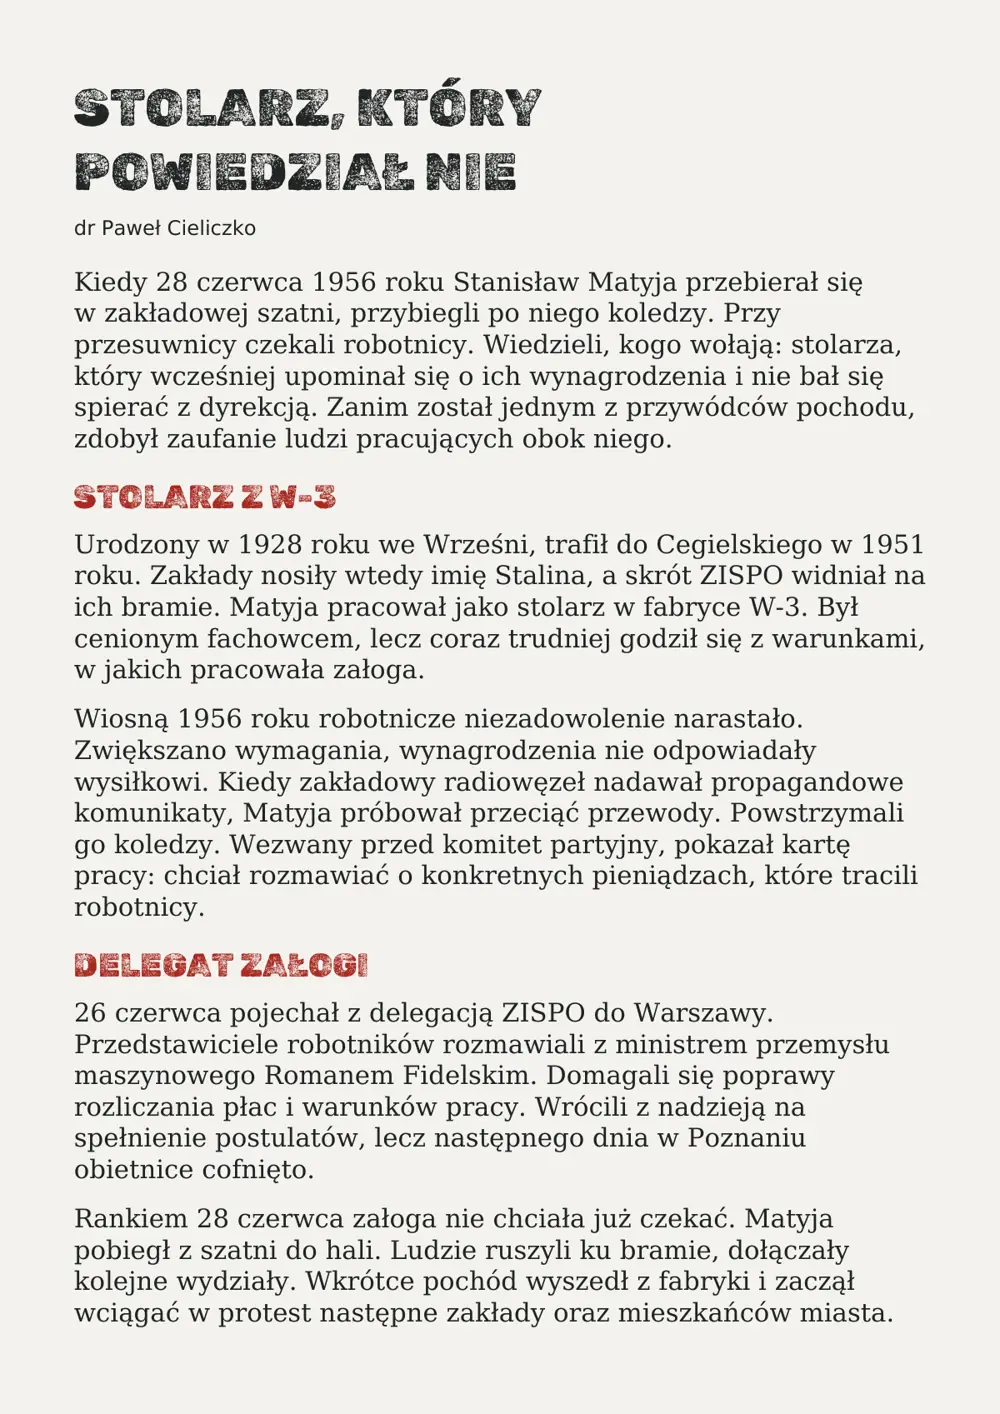 STOLARZ, KTÓRY
POWIEDZIAŁ NIE
dr Paweł Cieliczko
Kiedy 28 czerwca 1956 roku Stanisław Matyja przebierał się
w zakładowej szatni, przybiegli po niego koledzy. Przy
przesuwnicy czekali robotnicy. Wiedzieli, kogo wołają: stolarza,
który wcześniej upominał się o ich wynagrodzenia i nie bał się
spierać z dyrekcją. Zanim został jednym z przywódców pochodu,
zdobył zaufanie ludzi pracujących obok niego.
STOLARZ Z W-3
Urodzony w 1928 roku we Wrześni, trafił do Cegielskiego w 1951
roku. Zakłady nosiły wtedy imię Stalina, a skrót ZISPO widniał na
ich bramie. Matyja pracował jako stolarz w fabryce W-3. Był
cenionym fachowcem, lecz coraz trudniej godził się z warunkami,
w jakich pracowała załoga.
Wiosną 1956 roku robotnicze niezadowolenie narastało.
Zwiększano wymagania, wynagrodzenia nie odpowiadały
wysiłkowi. Kiedy zakładowy radiowęzeł nadawał propagandowe
komunikaty, Matyja próbował przeciąć przewody. Powstrzymali
go koledzy. Wezwany przed komitet partyjny, pokazał kartę
pracy: chciał rozmawiać o konkretnych pieniądzach, które tracili
robotnicy.
DELEGAT ZAŁOGI
26 czerwca pojechał z delegacją ZISPO do Warszawy.
Przedstawiciele robotników rozmawiali z ministrem przemysłu
maszynowego Romanem Fidelskim. Domagali się poprawy
rozliczania płac i warunków pracy. Wrócili z nadzieją na
spełnienie postulatów, lecz następnego dnia w Poznaniu
obietnice cofnięto.
Rankiem 28 czerwca załoga nie chciała już czekać. Matyja
pobiegł z szatni do hali. Ludzie ruszyli ku bramie, dołączały
kolejne wydziały. Wkrótce pochód wyszedł z fabryki i zaczął
wciągać w protest następne zakłady oraz mieszkańców miasta.